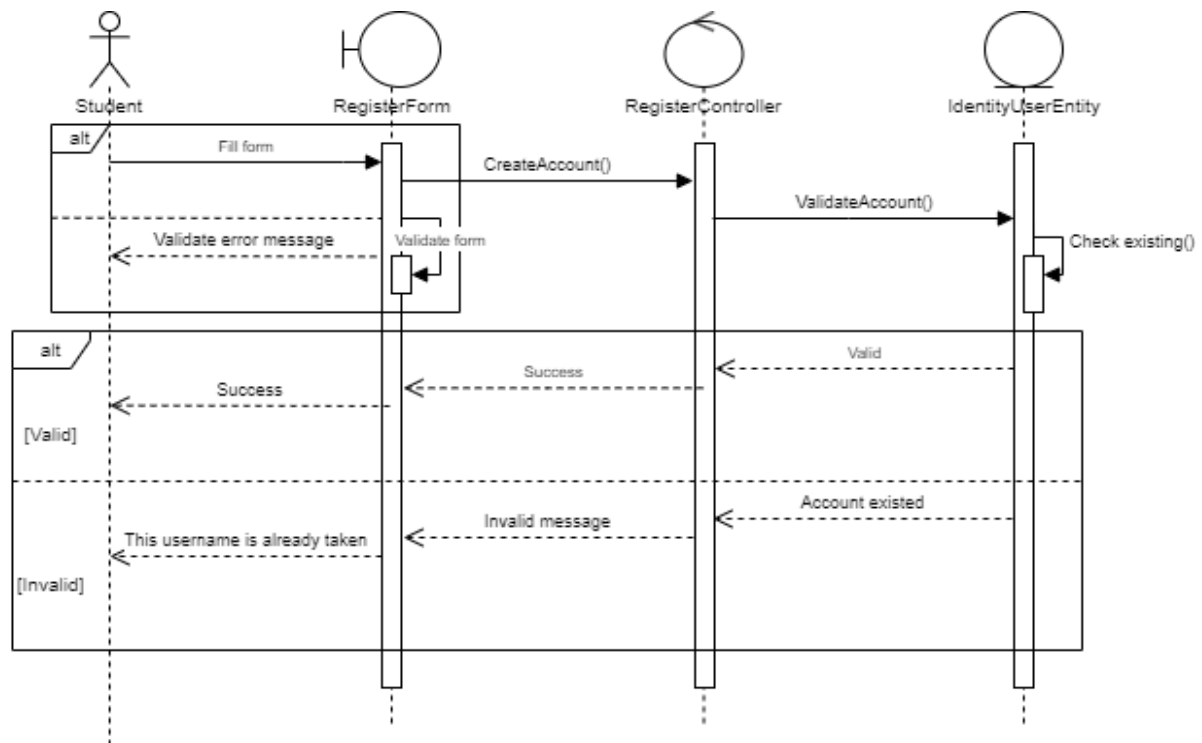 Student
RegisterForm
RegisterController
IdentityUserEntity
alt
Fill form
CreateAccount()
ValidateAccount()
Validate error message
Validate form
Check existing()
alt
Valid
Success
Success
[Valid]
Account existed
Invalid message
This username is already taken
[Invalid]